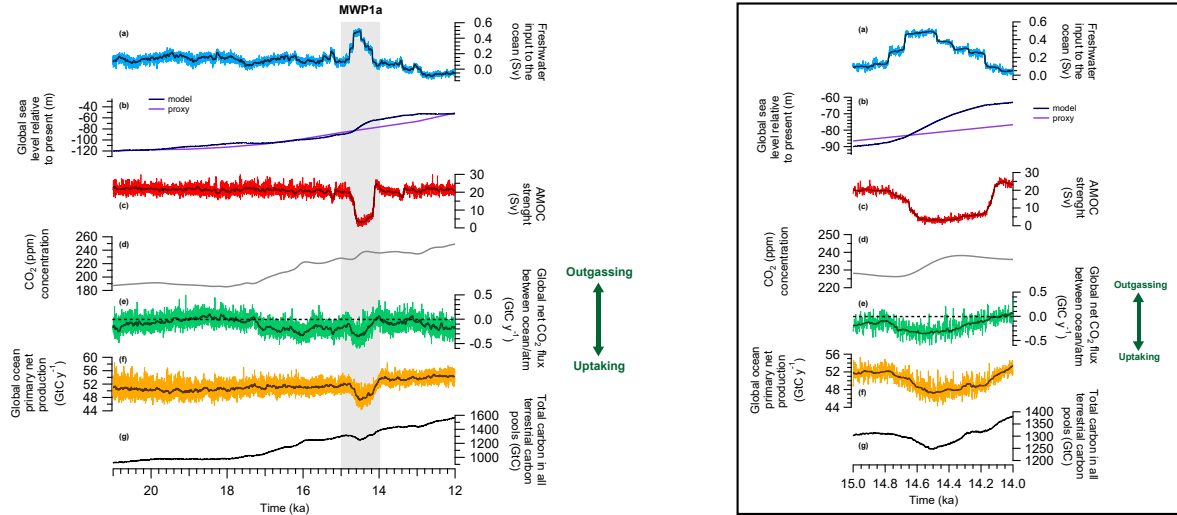 MWP1a
(a)
0.6
0.4
0.2
0.0
Freshwater
input to the
ocean (Sv)
(b)
model
proxy
-40
-60
-80
-100
-120
Global sea
level relative
to present (m)
(c)
30
20
10
0
AMOC
strenght
(Sv)
(d)
260
240
220
200
180
CO2 (ppm)
concentration
(e)
0.5
0.0
-0.5
Global net CO2 flux
between ocean/atm
(GtC y-1)
Outgassing
Uptaking
(f)
60
56
52
48
44
Global ocean
primary net
production
(GtC y-1)
(g)
1600
1400
1200
1000
Total carbon in all
terrestrial carbon
pools (GtC)
20
18
16
14
12
Time (ka)
(a)
0.6
0.4
0.2
0.0
Freshwater
input to the
ocean (Sv)
(b)
model
proxy
-60
-70
-80
-90
Global sea
level relative
to present (m)
(c)
30
20
10
0
AMOC
strenght
(Sv)
(d)
250
240
230
220
CO2 (ppm)
concentration
(e)
0.5
0.0
-0.5
Global net CO2 flux
between ocean/atm
(GtC y-1)
Outgassing
Uptaking
(f)
56
52
48
44
Global ocean
primary net
production
(GtC y-1)
(g)
1400
1300
1200
Total carbon in all
terrestrial carbon
pools (GtC)
15.0
14.8
14.6
14.4
14.2
14.0
Time (ka)